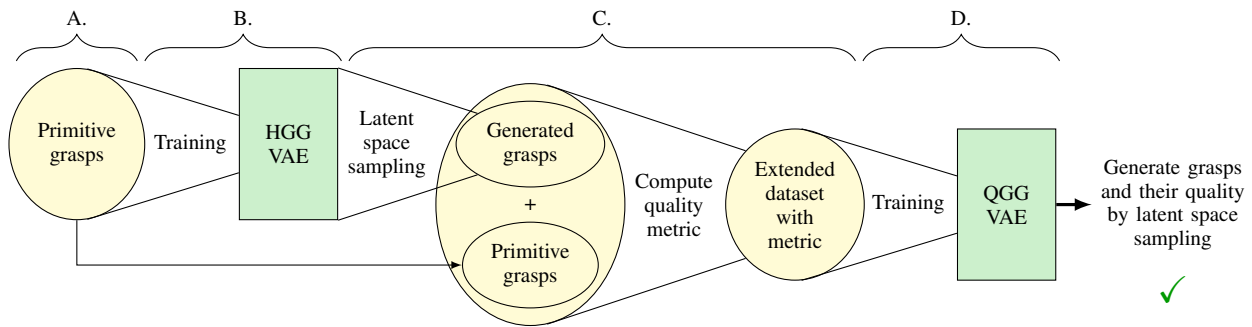 A.
B.
C.
D.
Primitive
grasps
Training
HGG
VAE
Latent
space
sampling
Generated
grasps
+
Primitive
grasps
Compute
quality
metric
Extended
dataset
with
metric
Training
QGG
VAE
Generate grasps
and their quality
by latent space
sampling
✓